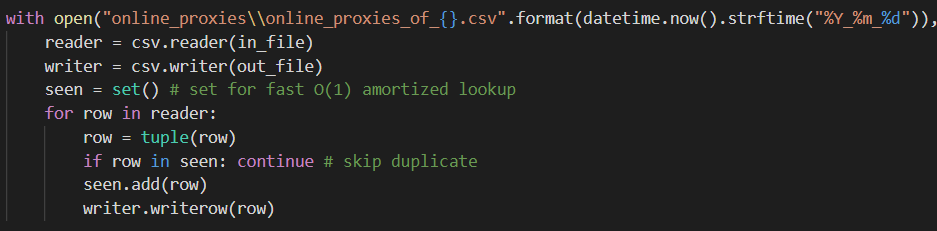 with open("online_proxies\\online_proxies_of_{}.csv".format(datetime.now().strftime("%Y_%m_%d")),
    reader = csv.reader(in_file)
    writer = csv.writer(out_file)
    seen = set() # set for fast O(1) amortized lookup
    for row in reader:
        row = tuple(row)
        if row in seen: continue # skip duplicate
        seen.add(row)
        writer.writerow(row)